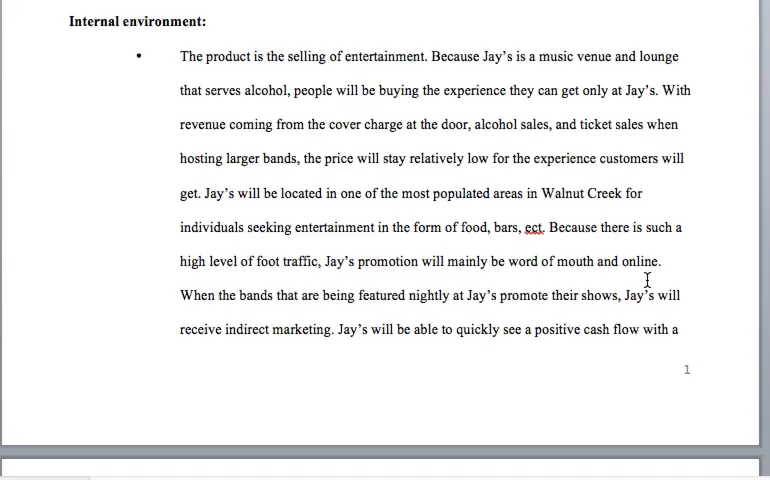 Internal environment:
• The product is the selling of entertainment. Because Jay’s is a music venue and lounge
that serves alcohol, people will be buying the experience they can get only at Jay’s. With
revenue coming from the cover charge at the door, alcohol sales, and ticket sales when
hosting larger bands, the price will stay relatively low for the experience customers will
get. Jay’s will be located in one of the most populated areas in Walnut Creek for
individuals seeking entertainment in the form of food, bars, ect. Because there is such a
high level of foot traffic, Jay’s promotion will mainly be word of mouth and online.
When the bands that are being featured nightly at Jay’s promote their shows, Jay’s will
receive indirect marketing. Jay’s will be able to quickly see a positive cash flow with a
1